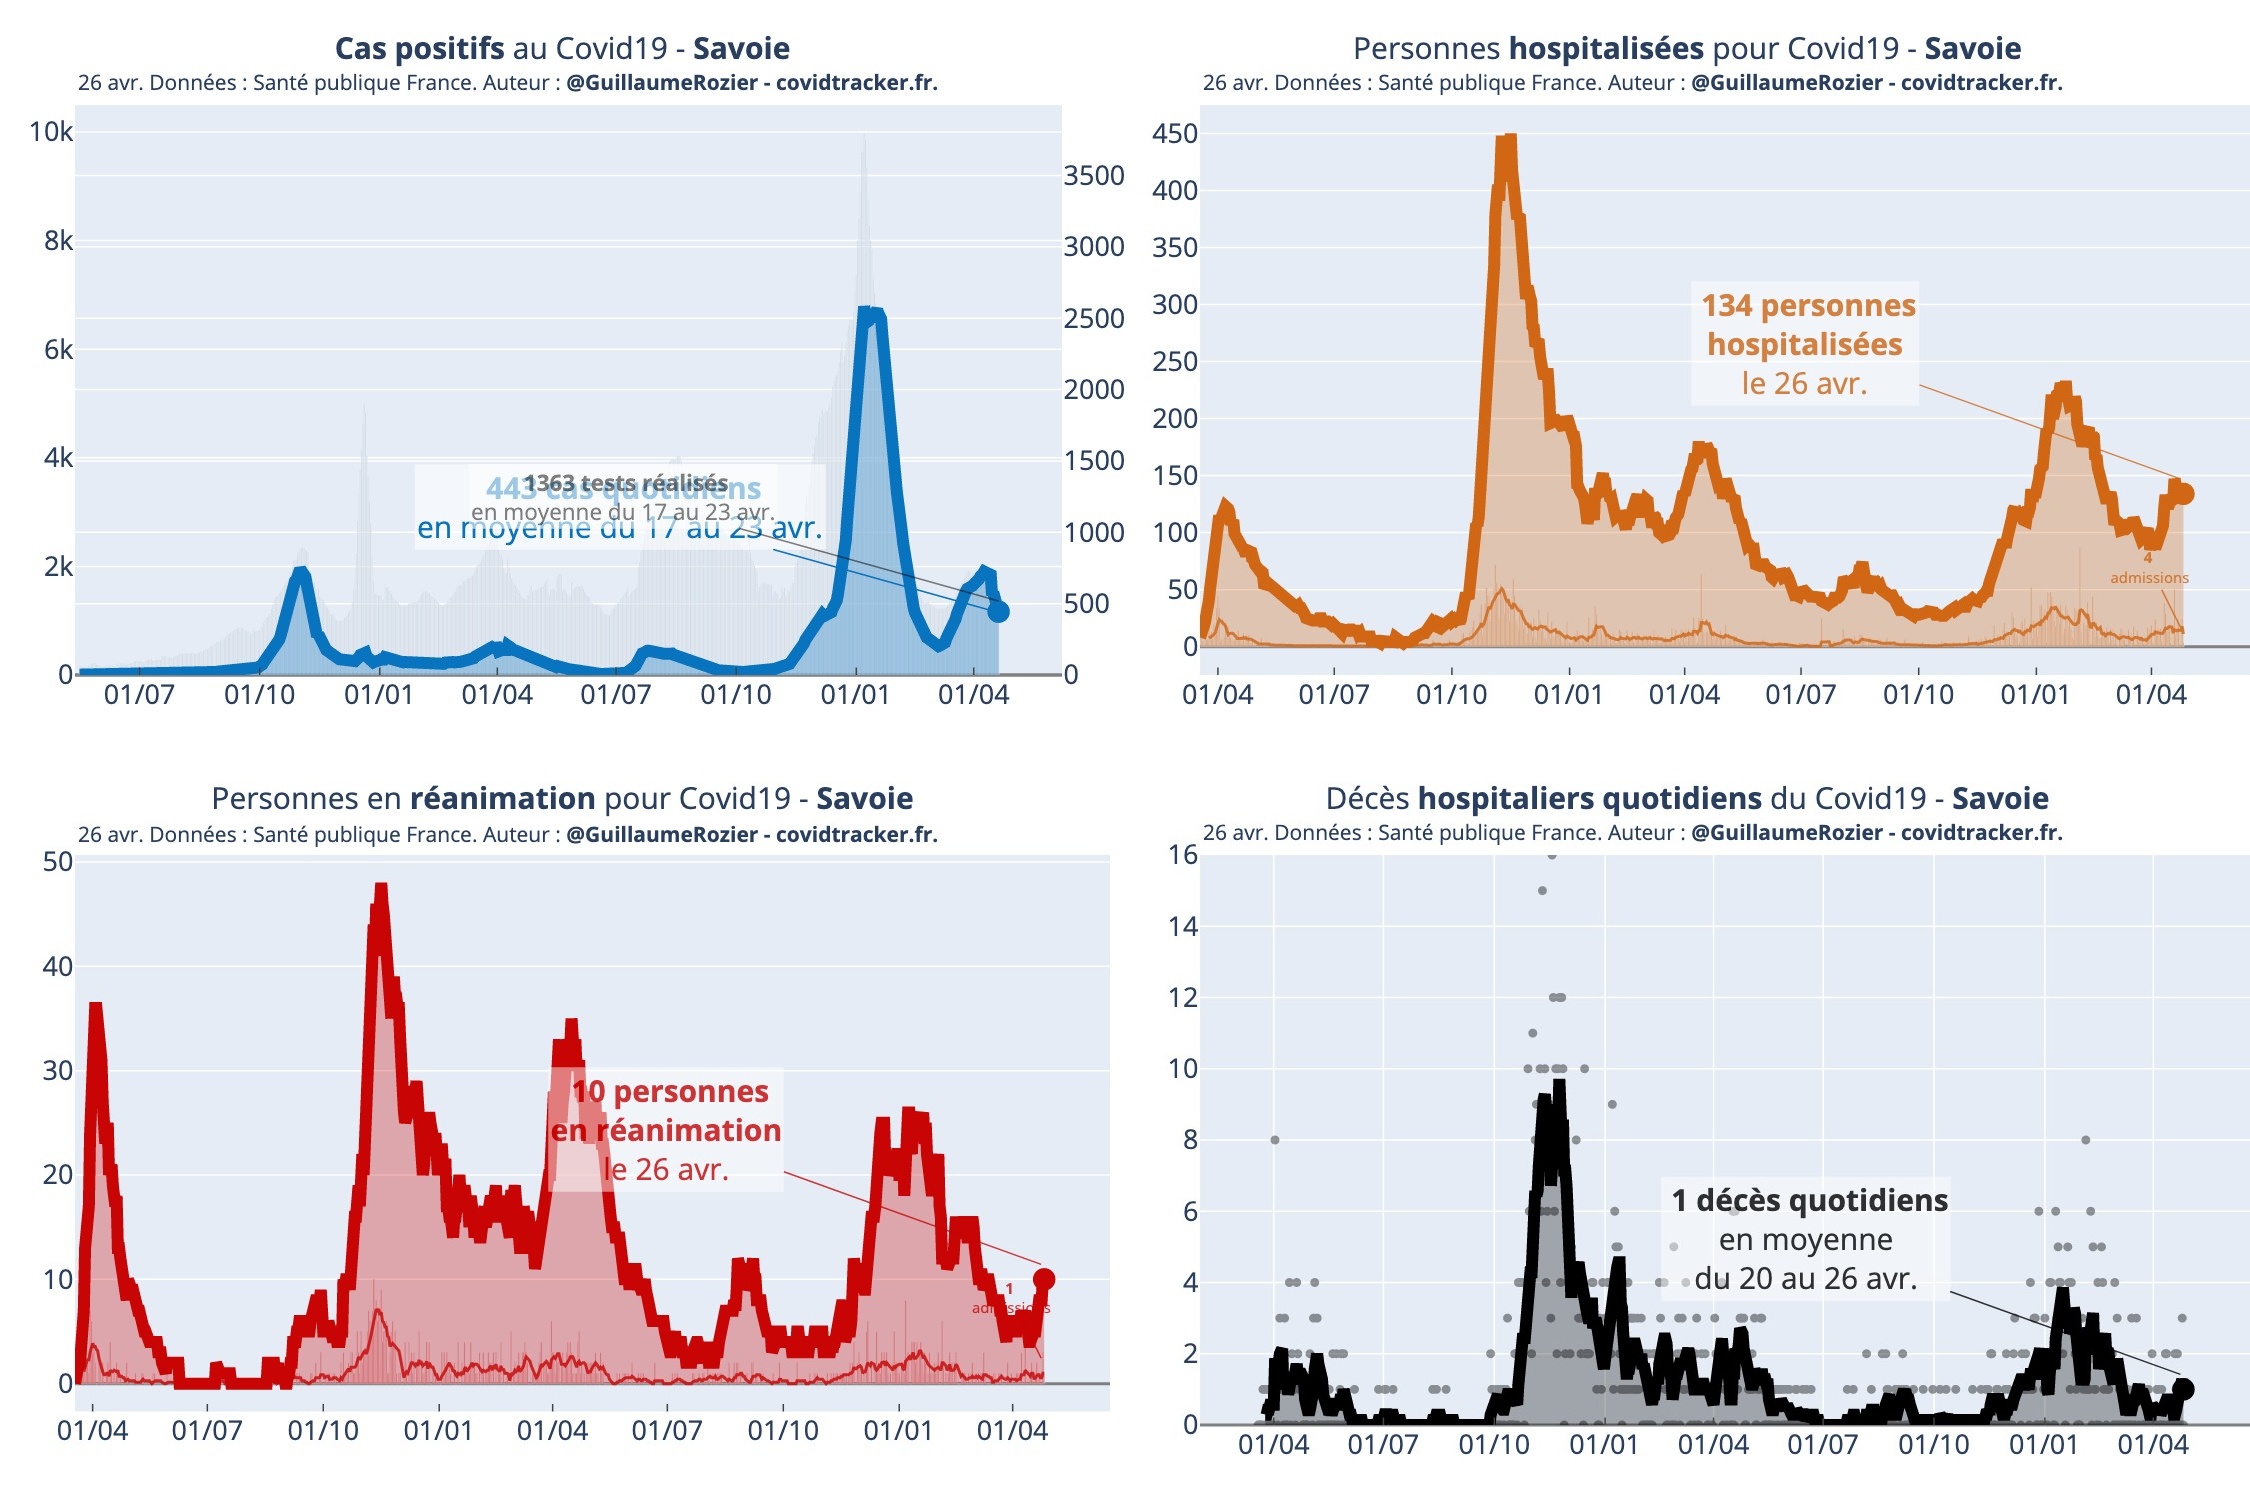 Cas positifs au Covid19 - Savoie
26 avr. Données : Santé publique France. Auteur : @GuillaumeRozier - covidtracker.fr.
10k
8k
6k
4k
2k
0
3500
3000
2500
2000
1500
1000
500
0
1363 tests réalisés
en moyenne du 17 au 23 avr.
443 cas quotidiens
en moyenne du 17 au 23 avr.
01/07 01/10 01/01 01/04 01/07 01/10 01/01 01/04
Personnes hospitalisées pour Covid19 - Savoie
26 avr. Données : Santé publique France. Auteur : @GuillaumeRozier - covidtracker.fr.
450
400
350
300
250
200
150
100
50
0
134 personnes
hospitalisées
le 26 avr.
4
admissions
01/04 01/07 01/10 01/01 01/04 01/07 01/10 01/01 01/04
Personnes en réanimation pour Covid19 - Savoie
26 avr. Données : Santé publique France. Auteur : @GuillaumeRozier - covidtracker.fr.
50
40
30
20
10
0
10 personnes
en réanimation
le 26 avr.
1
admissions
01/04 01/07 01/10 01/01 01/04 01/07 01/10 01/01 01/04
Décès hospitaliers quotidiens du Covid19 - Savoie
26 avr. Données : Santé publique France. Auteur : @GuillaumeRozier - covidtracker.fr.
16
14
12
10
8
6
4
2
0
1 décès quotidiens
en moyenne
du 20 au 26 avr.
01/04 01/07 01/10 01/01 01/04 01/07 01/10 01/01 01/04